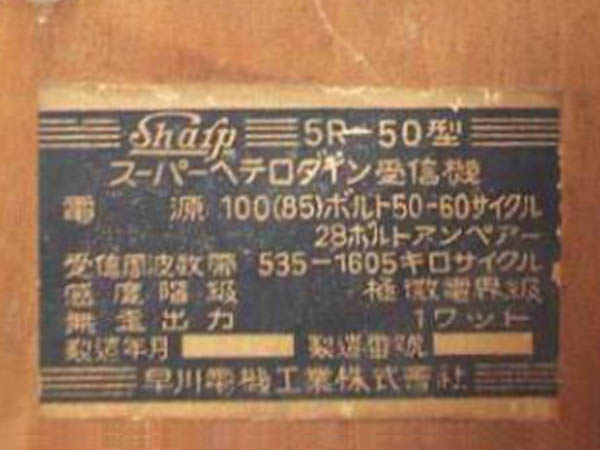 Sharp 5R-50型
スーパーヘテロダイン受信機
電源 100(85)ボルト50-60サイクル
28ボルトアンペアー
受信周波数帯 535-1605キロサイクル
感度階級 極微電界級
無歪出力 1ワット
製造年月 製造番號
早川電機工業株式會社